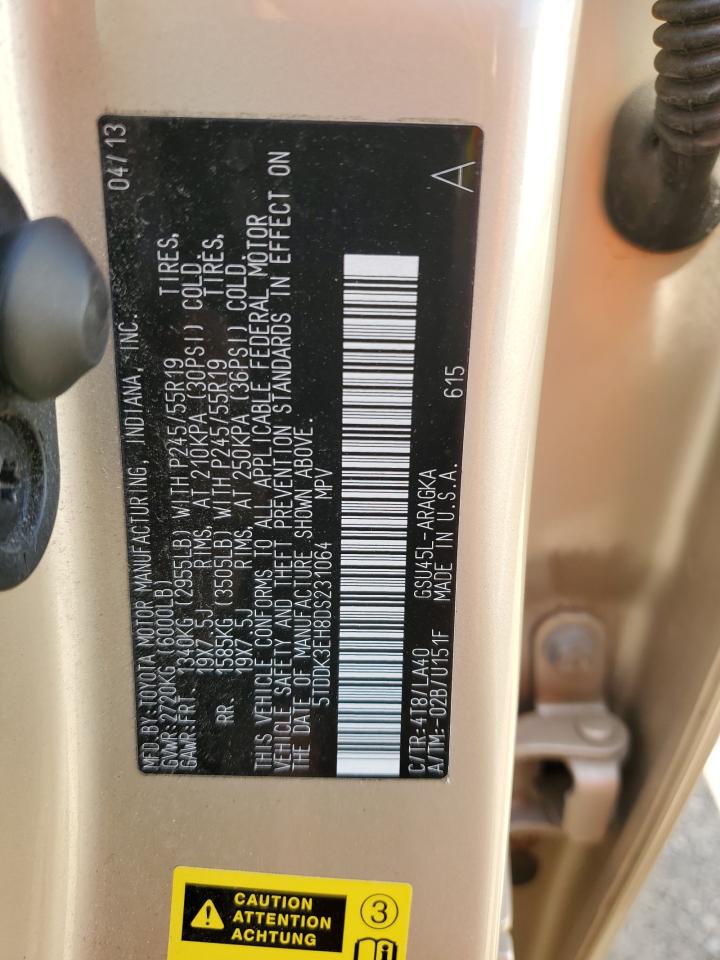 MFD.BY:TOYOTA MOTOR MANUFACTURING, INDIANA, INC. 04/13
GVWR:2720KG (6000LB)
GAWR:FRT. 1340KG (2955LB) WITH P245/55R19 TIRES,
19X7.5J RIMS, AT 210KPA (30PSI) COLD.
RR. 1585KG (3505LB) WITH P245/55R19 TIRES,
19X7.5J RIMS, AT 250KPA (36PSI) COLD.
THIS VEHICLE CONFORMS TO ALL APPLICABLE FEDERAL MOTOR
VEHICLE SAFETY AND THEFT PREVENTION STANDARDS IN EFFECT ON
THE DATE OF MANUFACTURE SHOWN ABOVE.
5TDDK3EH8DS231064 MPV
C/TR:4T8/LA40 GSU45L-ARAGKA A
A/TM:-02B/U151F MADE IN U.S.A. 615
CAUTION
ATTENTION
ACHTUNG
3